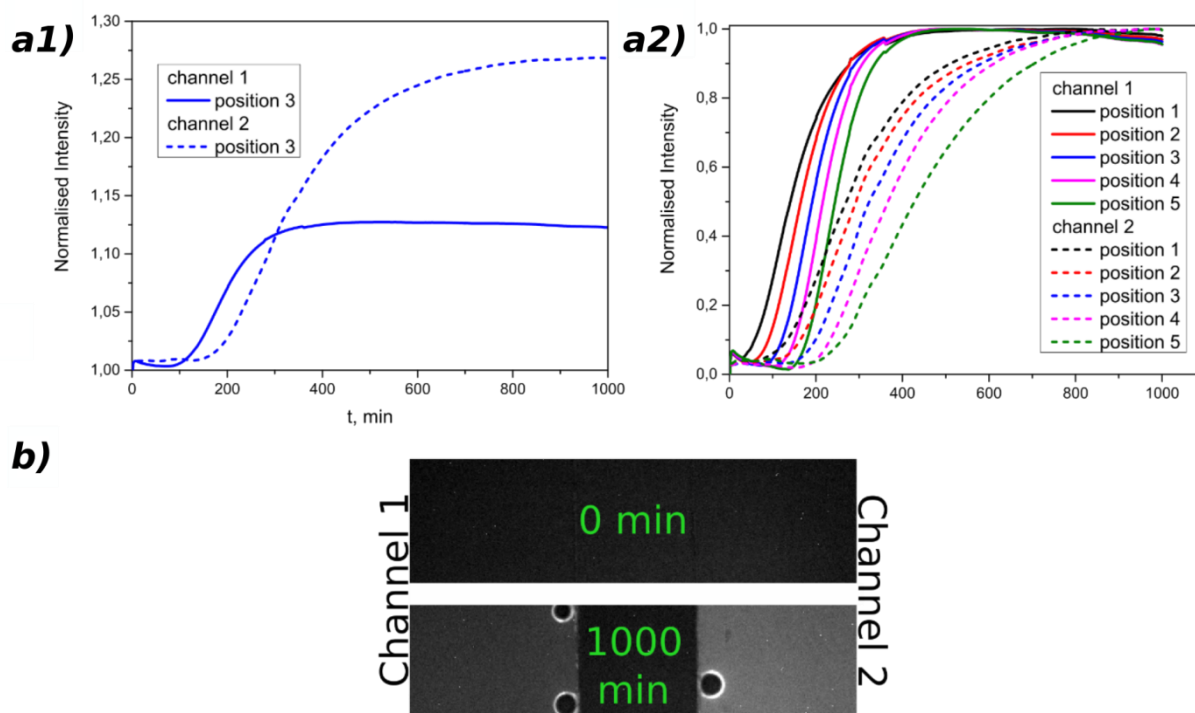 a1)
1,30
1,25
1,20
1,15
1,10
1,05
1,00
Normalised Intensity
channel 1
position 3
channel 2
position 3
0 200 400 600 800 1000
t, min
a2)
1,0
0,8
0,6
0,4
0,2
0,0
Normalised Intensity
channel 1
position 1
position 2
position 3
position 4
position 5
channel 2
position 1
position 2
position 3
position 4
position 5
0 200 400 600 800 1000
b)
Channel 1
0 min
1000
min
Channel 2